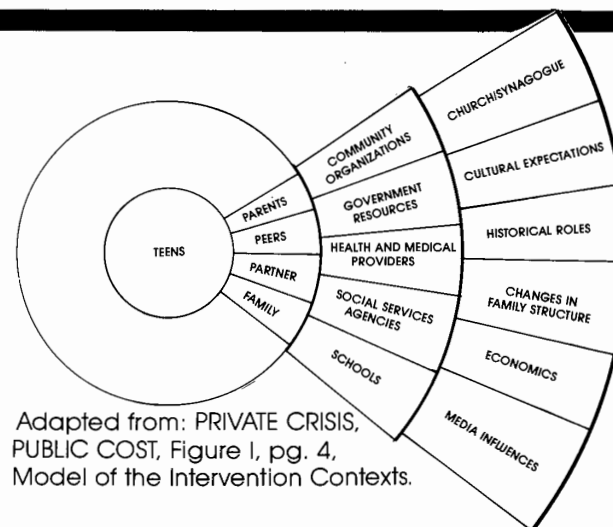 TEENS
PARENTS
PEERS
PARTNER
FAMILY
COMMUNITY
ORGANIZATIONS
GOVERNMENT
RESOURCES
HEALTH AND MEDICAL
PROVIDERS
SOCIAL SERVICES
AGENCIES
SCHOOLS
CHURCH/SYNAGOGUE
CULTURAL EXPECTATIONS
HISTORICAL ROLES
CHANGES IN
FAMILY STRUCTURE
ECONOMICS
MEDIA INFLUENCES
Adapted from: PRIVATE CRISIS,
PUBLIC COST, Figure I, pg. 4,
Model of the Intervention Contexts.